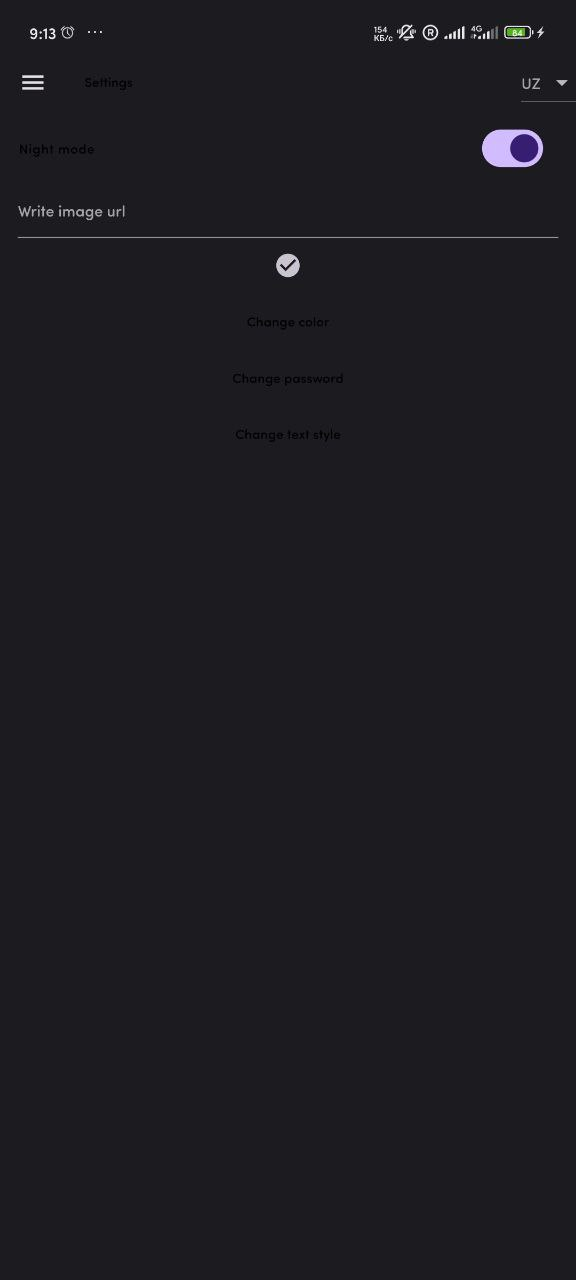 9:13
154
КБ/с
R
4G
84
Settings
UZ
Night mode
Write image url
Change color
Change password
Change text style